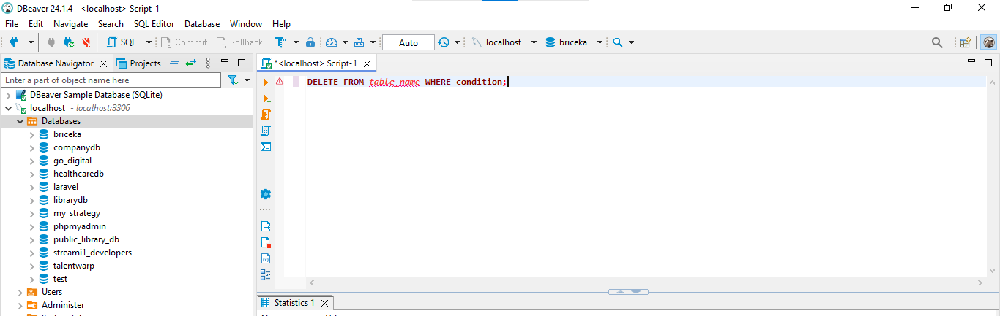 DBeaver 24.1.4 - <localhost> Script-1
File Edit Navigate Search SQL Editor Database Window Help
SQL Commit Rollback Auto localhost briceka
Database Navigator Projects
*<localhost> Script-1
Enter a part of object name here
DELETE FROM table_name WHERE condition;
DBeaver Sample Database (SQLite)
localhost - localhost:3306
Databases
briceka
companydb
go_digital
healthcaredb
laravel
librarydb
my_strategy
phpmyadmin
public_library_db
streami1_developers
talentwarp
test
Users
Administer
Statistics 1